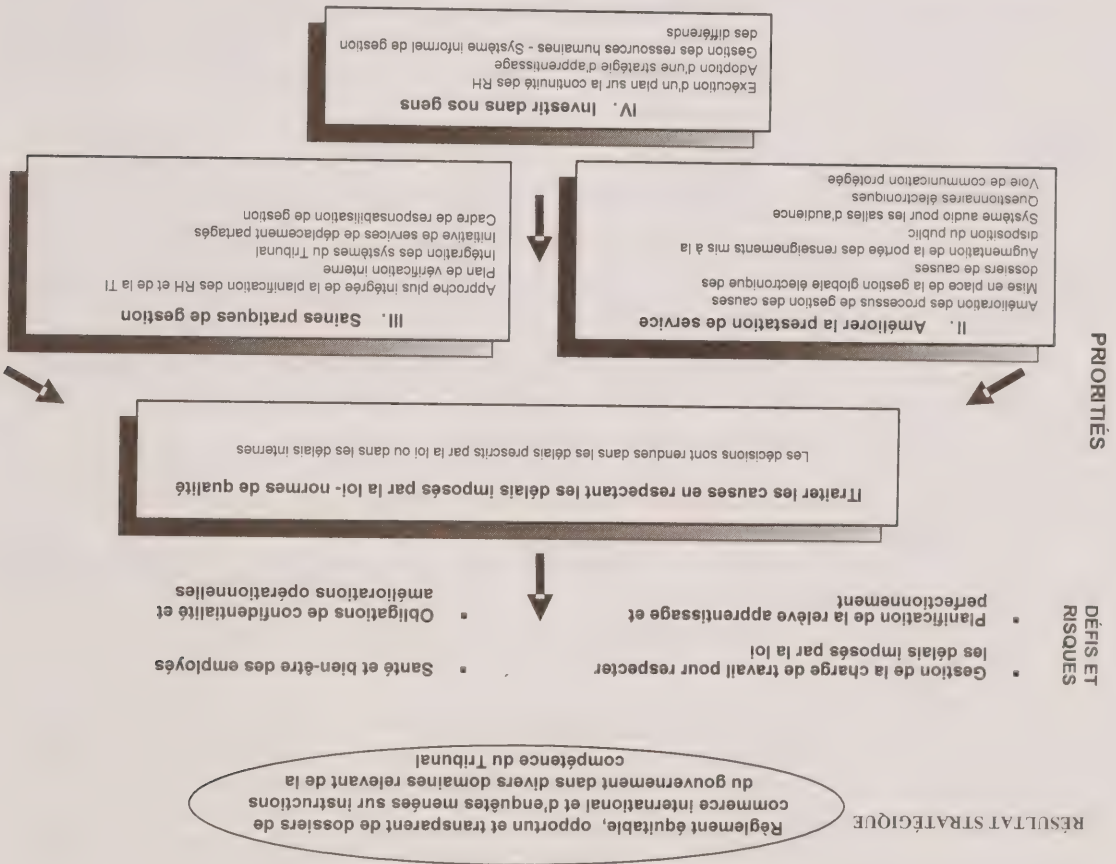 RÉSULTAT STRATÉGIQUE
Règlement équitable, opportun et transparent de dossiers de
commerce international et d'enquêtes menées sur instructions
du gouvernement dans divers domaines relevant de la
compétence du Tribunal
DÉFIS ET
RISQUES
▪ Gestion de la charge de travail pour respecter
les délais imposés par la loi
▪ Planification de la relève apprentissage et
perfectionnement
▪ Santé et bien-être des employés
▪ Obligations de confidentialité et
améliorations opérationnelles
PRIORITÉS
ITraiter les causes en respectant les délais imposés par la loi- normes de qualité
Les décisions sont rendues dans les délais prescrits par la loi ou dans les délais internes
II. Améliorer la prestation de service
Amélioration des processus de gestion des causes
Mise en place de la gestion globale électronique des
dossiers de causes
Augmentation de la portée des renseignements mis à la
disposition du public
Système audio pour les salles d'audience
Questionnaires électroniques
Voie de communication protégée
III. Saines pratiques de gestion
Approche plus intégrée de la planification des RH et de la TI
Plan de vérification interne
Intégration des systèmes du Tribunal
Initiative de services de déplacement partagés
Cadre de responsabilisation de gestion
IV. Investir dans nos gens
Exécution d'un plan sur la continuité des RH
Adoption d'une stratégie d'apprentissage
Gestion des ressources humaines - Système informel de gestion
des différends